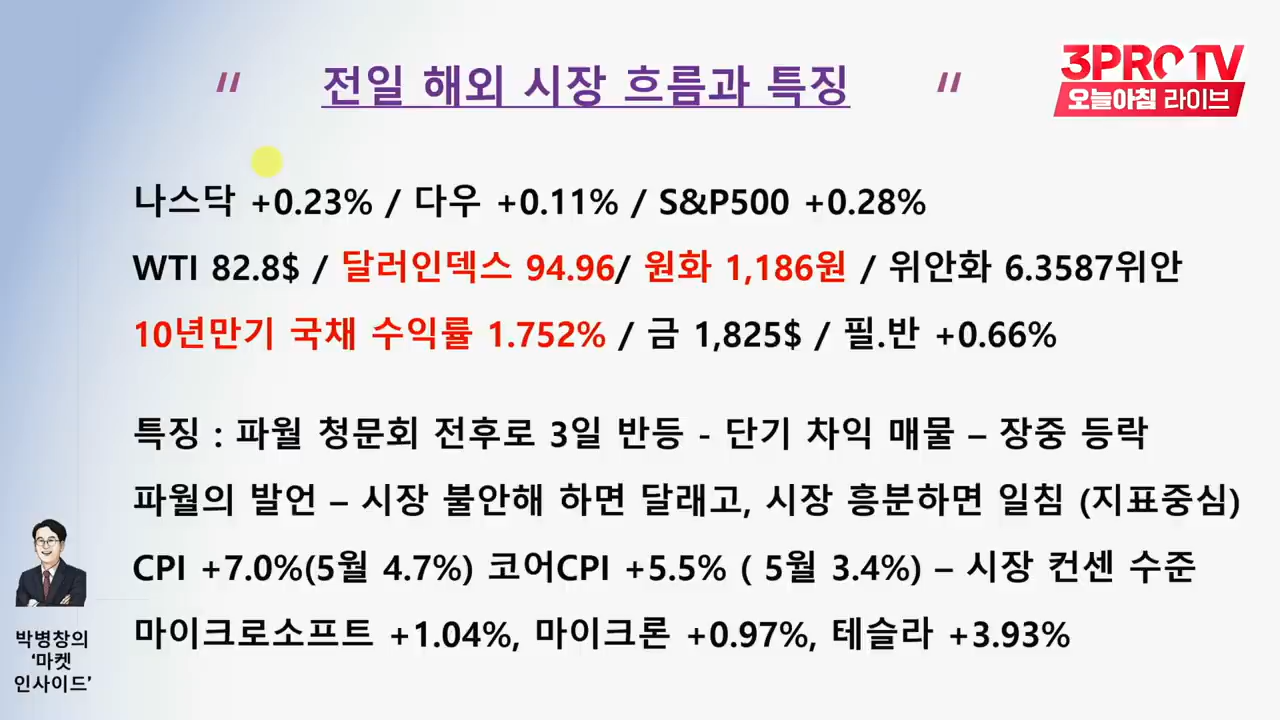 〃 전일 해외 시장 흐름과 특징 〃
3PRO TV
오늘아침 라이브
나스닥 +0.23% / 다우 +0.11% / S&P500 +0.28%
WTI 82.8$ / 달러인덱스 94.96/ 원화 1,186원 / 위안화 6.3587위안
10년만기 국채 수익률 1.752% / 금 1,825$ / 필.반 +0.66%
특징 : 파월 청문회 전후로 3일 반등 - 단기 차익 매물 – 장중 등락
파월의 발언 – 시장 불안해 하면 달래고, 시장 흥분하면 일침 (지표중심)
CPI +7.0%(5월 4.7%) 코어CPI +5.5% ( 5월 3.4%) – 시장 컨센 수준
마이크로소프트 +1.04%, 마이크론 +0.97%, 테슬라 +3.93%
박병창의
‘마켓
인사이드’